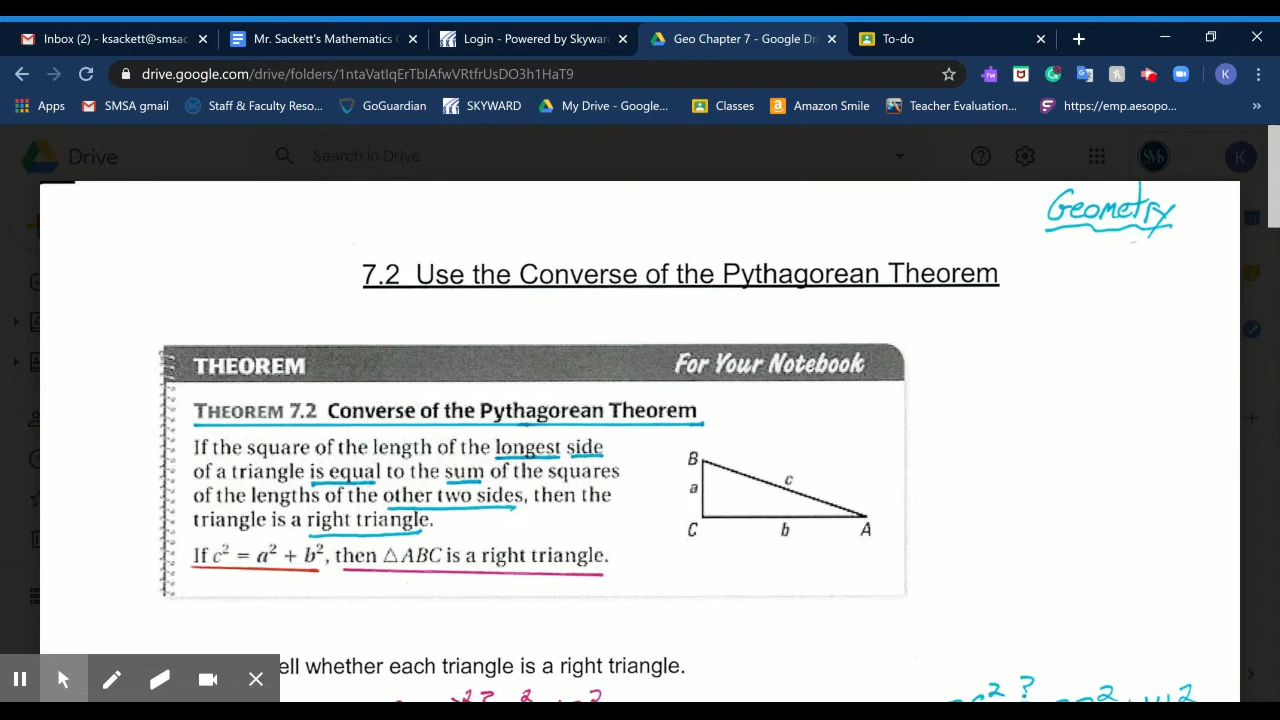 Inbox (2) - ksackett@smsac
Mr. Sackett's Mathematics
Login - Powered by Skywar
Geo Chapter 7 - Google Dri
To-do
drive.google.com/drive/folders/1ntaVatIqErTblAfwVRtfrUsDO3h1HaT9
K
Apps
SMSA gmail
Staff & Faculty Reso...
GoGuardian
SKYWARD
My Drive - Google...
Classes
Amazon Smile
Teacher Evaluation...
https://emp.aesopo...
»
Drive
Search in Drive
SMS
K
Geometry
7.2 Use the Converse of the Pythagorean Theorem
THEOREM
For Your Notebook
THEOREM 7.2 Converse of the Pythagorean Theorem
If the square of the length of the longest side
of a triangle is equal to the sum of the squares
of the lengths of the other two sides, then the
triangle is a right triangle.
If c² = a² + b², then △ABC is a right triangle.
B
c
a
C
b
A
ell whether each triangle is a right triangle.